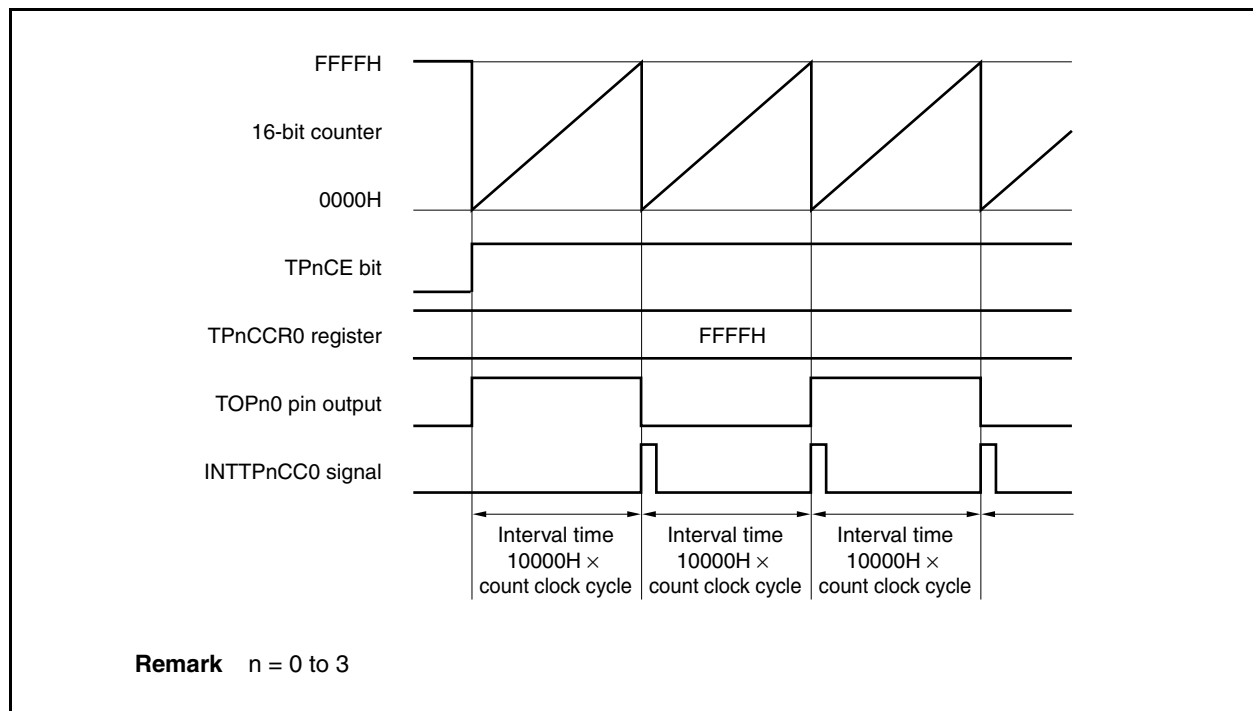 FFFFH
16-bit counter
0000H
TPnCE bit
TPnCCR0 register
FFFFH
TOPn0 pin output
INTTPnCC0 signal
Interval time
10000H ×
count clock cycle
Interval time
10000H ×
count clock cycle
Interval time
10000H ×
count clock cycle
Remark n = 0 to 3